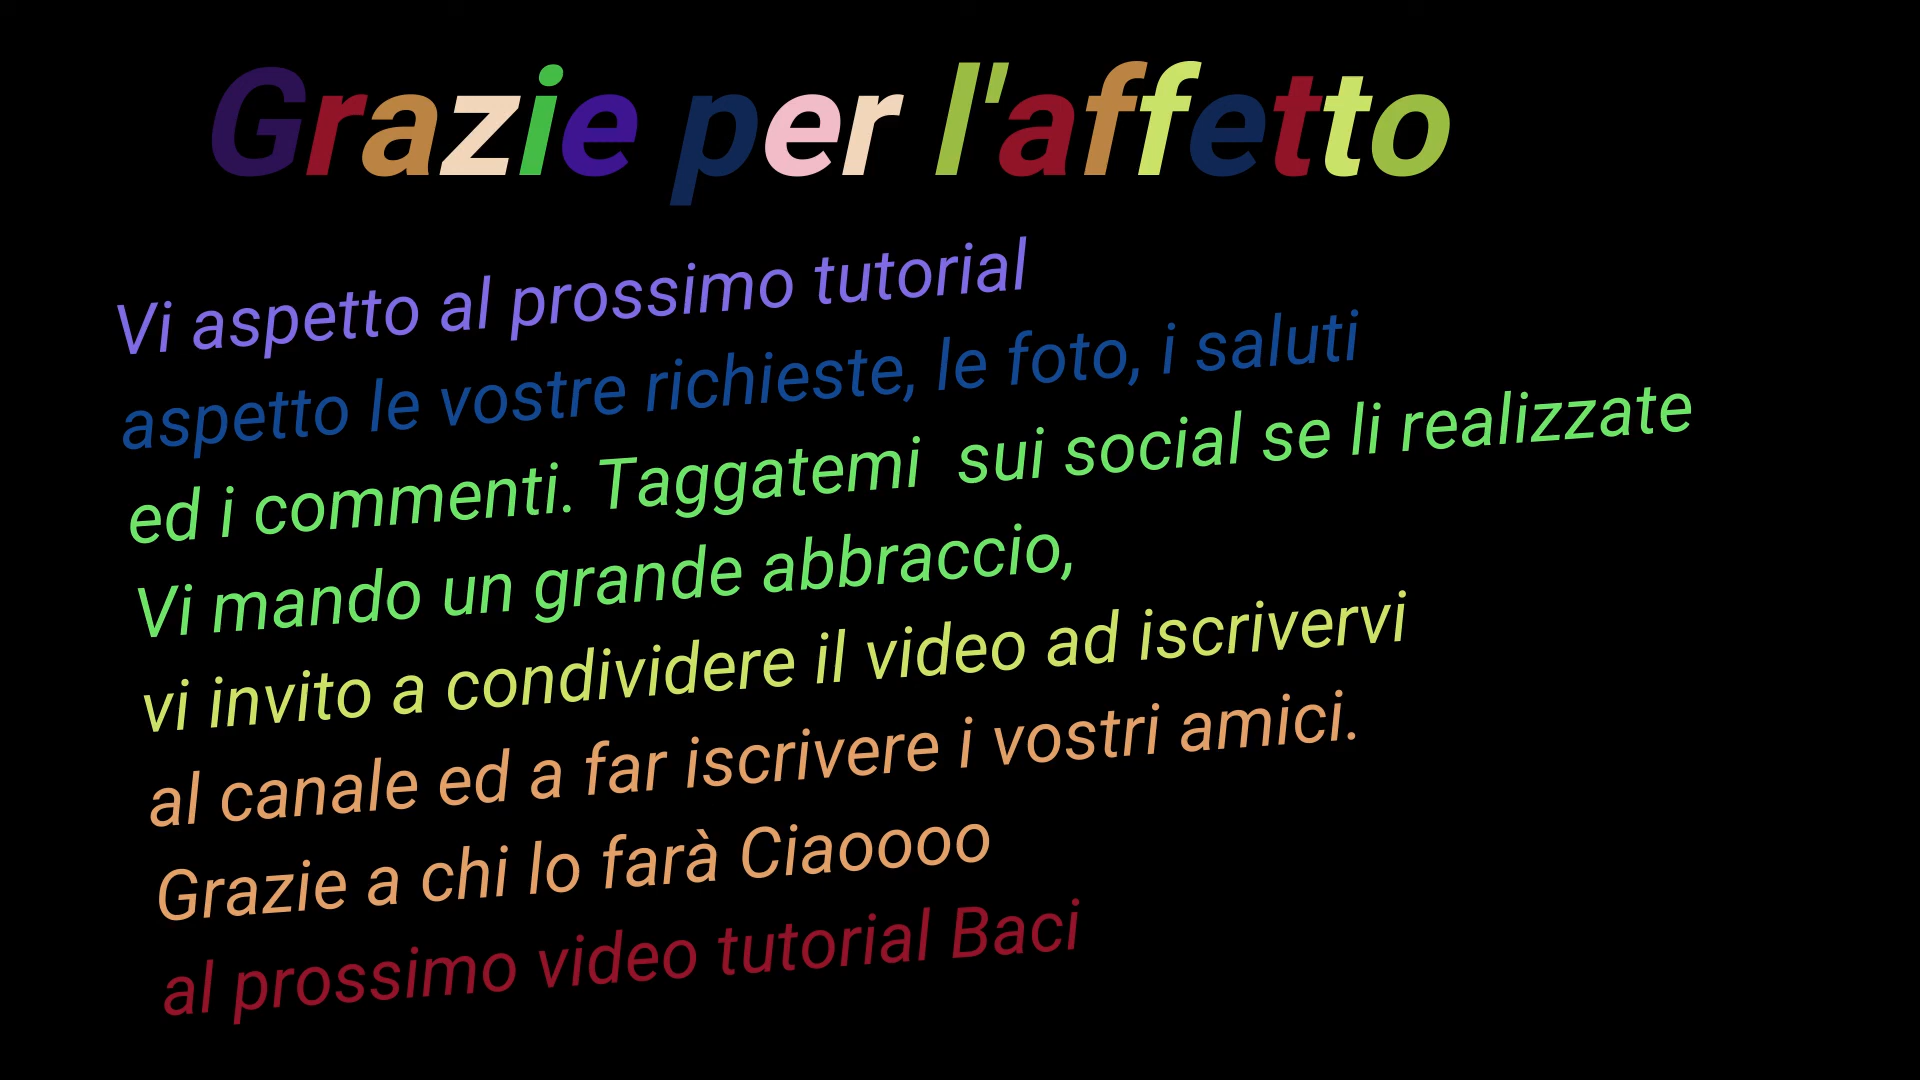 Grazie per l'affetto
Vi aspetto al prossimo tutorial
aspetto le vostre richieste, le foto, i saluti
ed i commenti. Taggatemi  sui social se li realizzate
Vi mando un grande abbraccio,
vi invito a condividere il video ad iscrivervi
al canale ed a far iscrivere i vostri amici.
Grazie a chi lo farà Ciaoooo
al prossimo video tutorial Baci